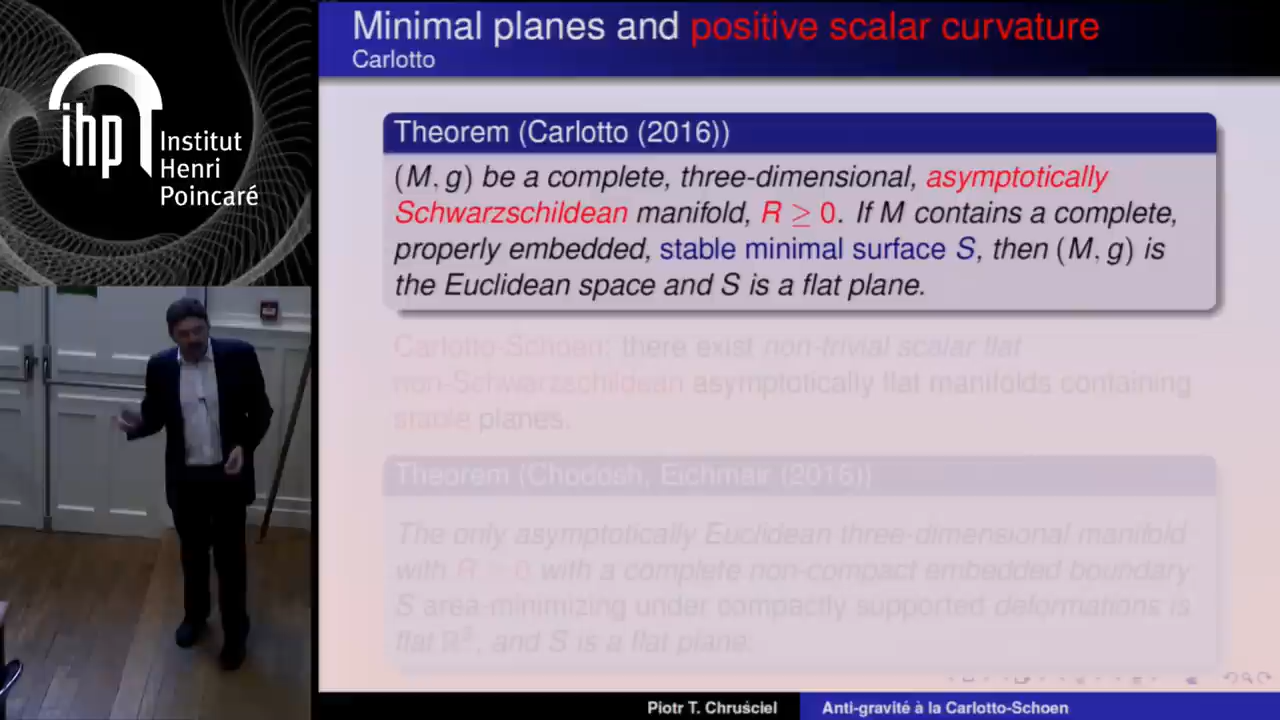 ihp
Institut
Henri
Poincaré
Minimal planes and positive scalar curvature
Carlotto
Theorem (Carlotto (2016))
(M, g) be a complete, three-dimensional, asymptotically
Schwarzschildean manifold, R ≥ 0. If M contains a complete,
properly embedded, stable minimal surface S, then (M, g) is
the Euclidean space and S is a flat plane.
Carlotto-Schoen: there exist non-trivial scalar flat
non-Schwarzschildean asymptotically flat manifolds containing
stable planes.
Theorem (Chodosh, Eichmair (2016))
The only asymptotically Euclidean three-dimensional manifold
with R ≥ 0 with a complete non-compact embedded boundary
S area-minimizing under compactly supported deformations is
flat ℝ³, and S is a flat plane.
Piotr T. Chruściel
Anti-gravité à la Carlotto-Schoen